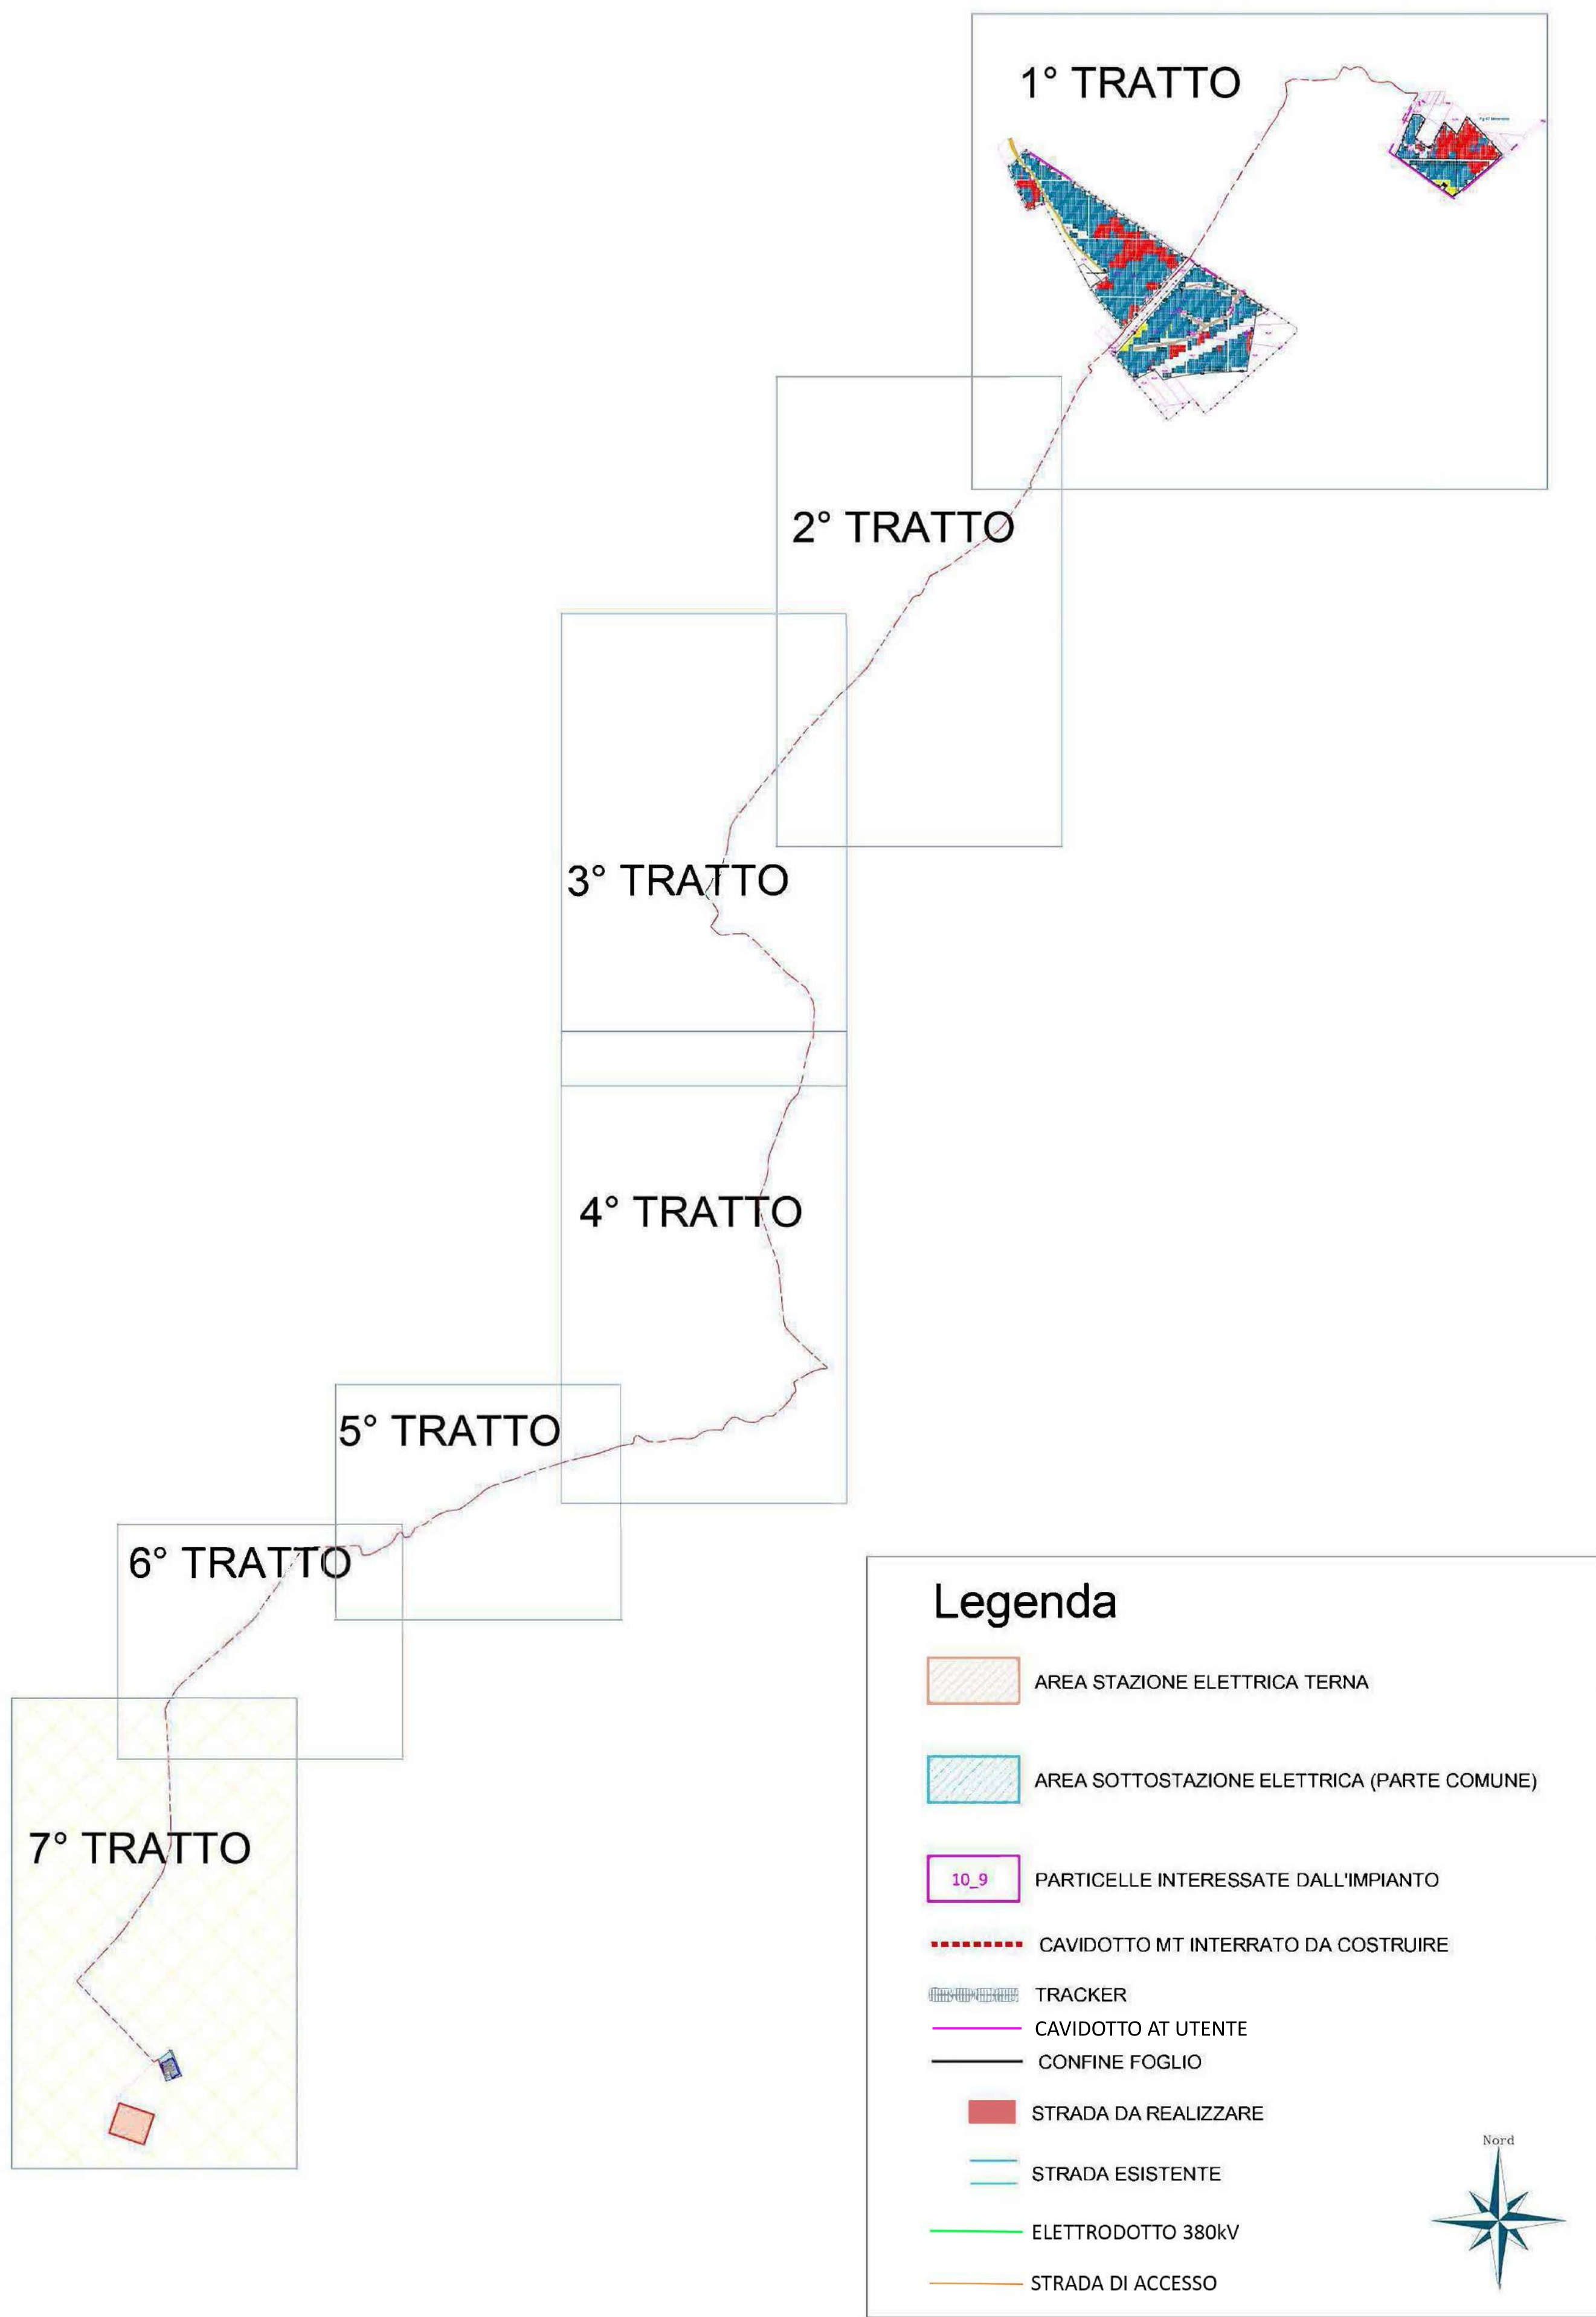 1° TRATTO
2° TRATTO
3° TRATTO
4° TRATTO
5° TRATTO
6° TRATTO
7° TRATTO
Legenda
AREA STAZIONE ELETTRICA TERNA
AREA SOTTOSTAZIONE ELETTRICA (PARTE COMUNE)
10_9 PARTICELLE INTERESSATE DALL'IMPIANTO
CAVIDOTTO MT INTERRATO DA COSTRUIRE
TRACKER
CAVIDOTTO AT UTENTE
CONFINE FOGLIO
STRADA DA REALIZZARE
STRADA ESISTENTE
ELETTRODOTTO 380kV
STRADA DI ACCESSO
Nord